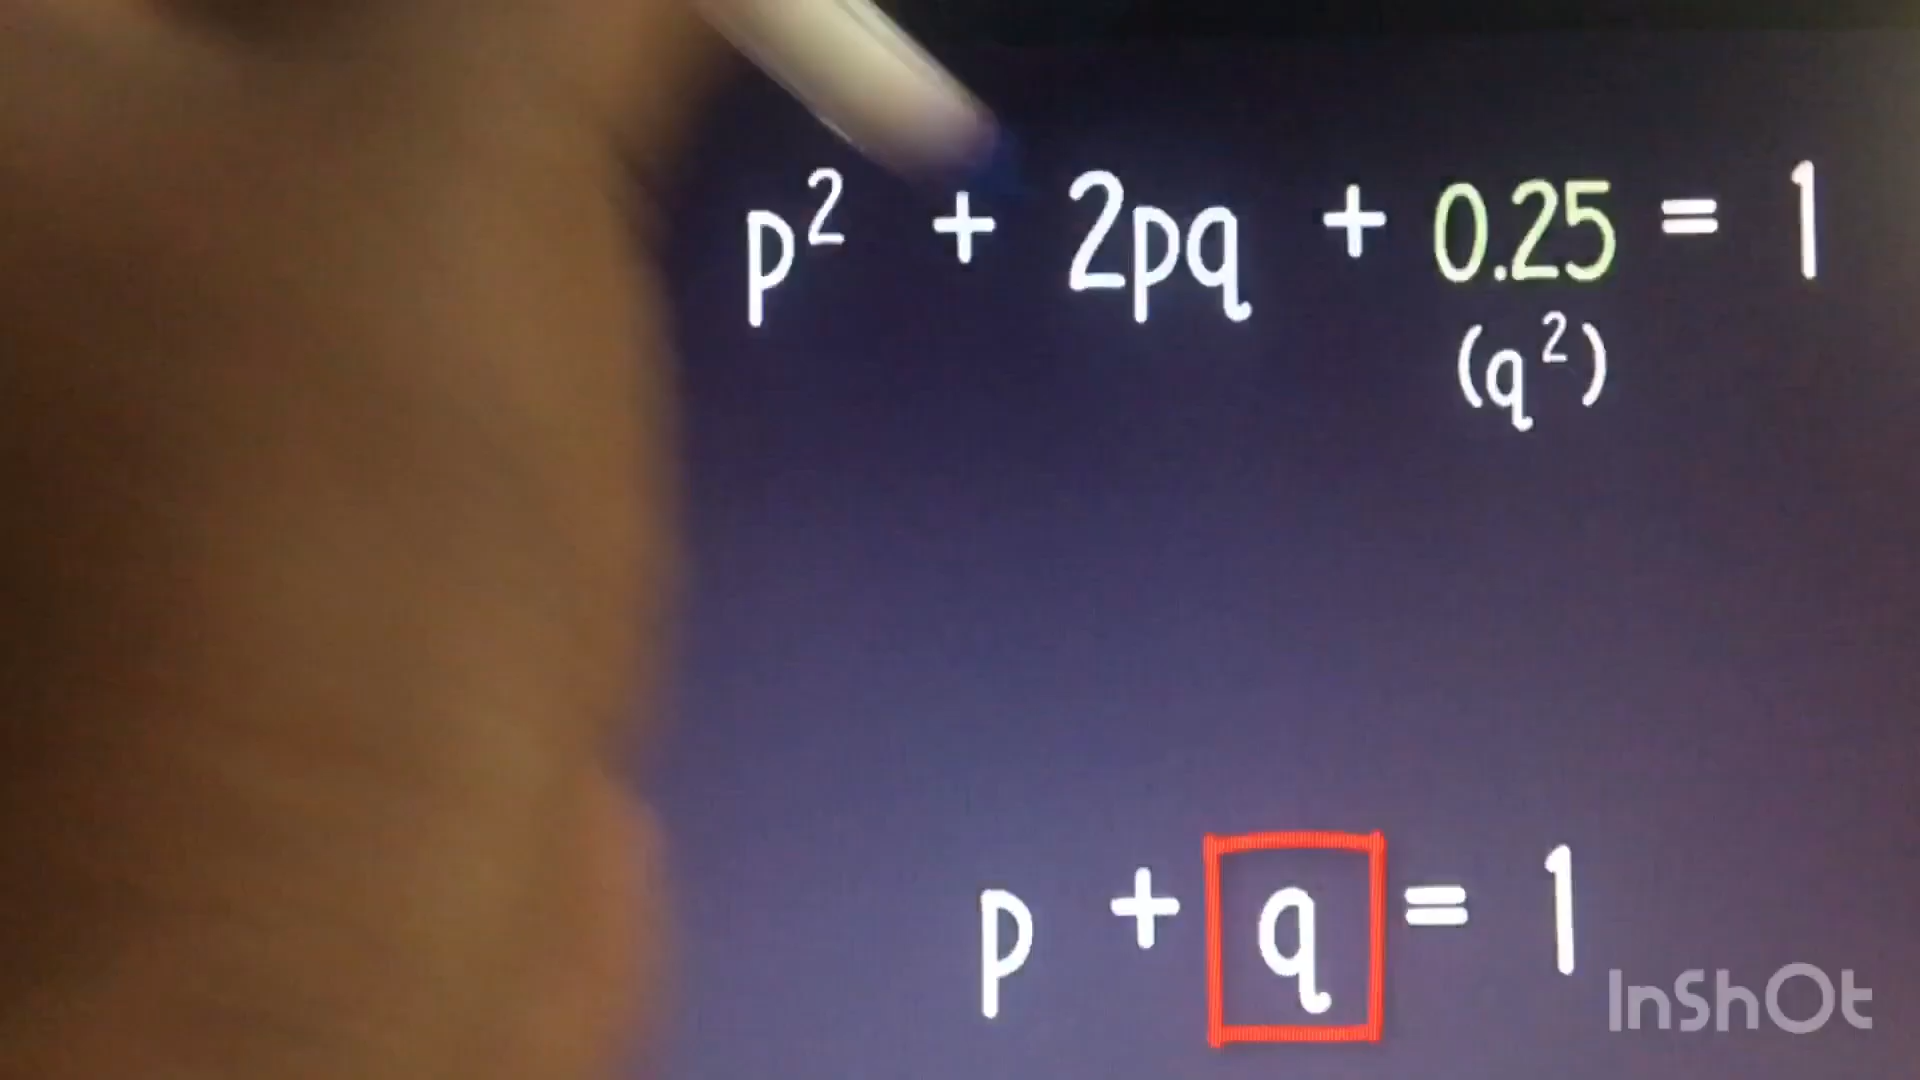 p² + 2pq + 0.25 = 1
(q²)
p + q = 1
InShOt